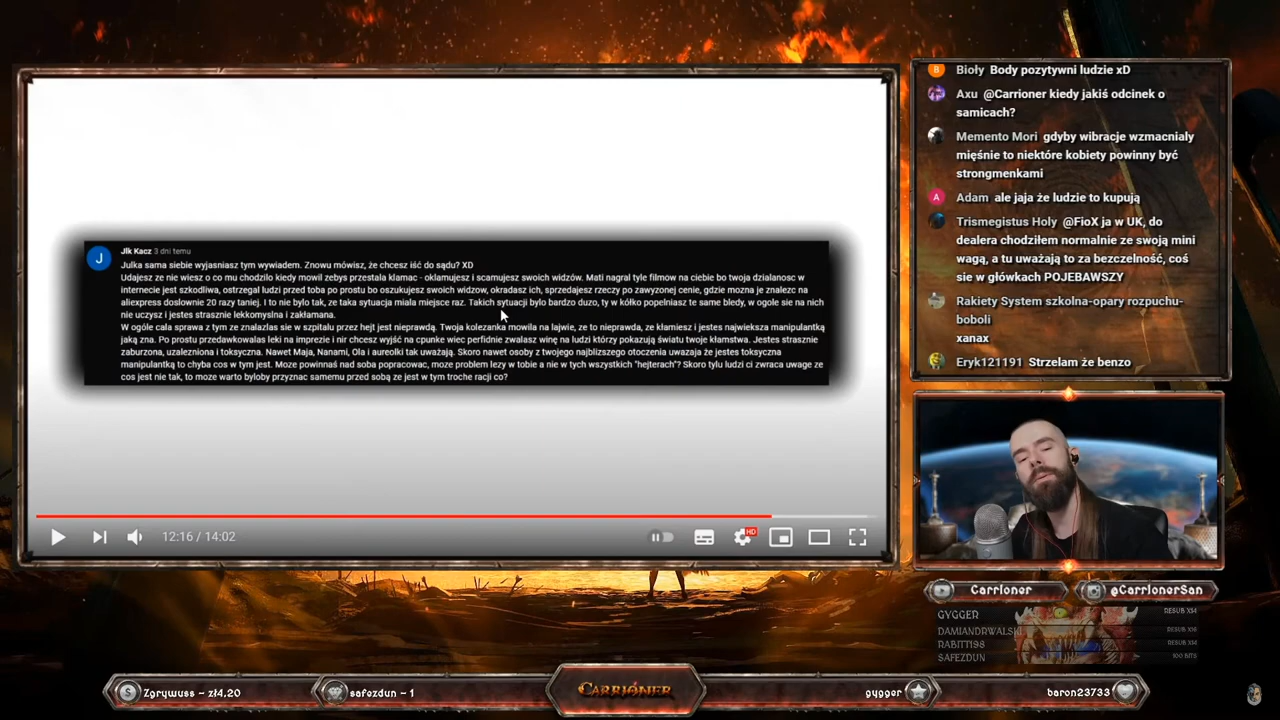 Jlk Kacz 3 dni temu
J
Julka sama siebie wyjasniasz tym wywiadem. Znowu mówisz, że chcesz iść do sądu? XD
Udajesz ze nie wiesz o co mu chodzilo kiedy mowil zebys przestala klamac - oklamujesz i scamujesz swoich widzów. Mati nagral tyle filmow na ciebie bo twoja dzialanosc w
internecie jest szkodliwa, ostrzegal ludzi przed toba po prostu bo oszukujesz swoich widzow, okradasz ich, sprzedajesz rzeczy po zawyzonej cenie, gdzie mozna je znalezc na
aliexpress doslownie 20 razy taniej. I to nie bylo tak, ze taka sytuacja miala miejsce raz. Takich sytuacji bylo bardzo duzo, ty w kółko popelniasz te same bledy, w ogole sie na nich
nie uczysz i jestes strasznie lekkomyslna i zakłamana.
W ogóle cala sprawa z tym ze znalazlas sie w szpitalu przez hejt jest nieprawdą. Twoja kolezanka mowila na lajwie, ze to nieprawda, ze kłamiesz i jestes najwieksza manipulantką
jaką zna. Po prostu przedawkowalas leki na imprezie i nir chcesz wyjść na cpunke wiec perfidnie zwalasz winę na ludzi którzy pokazują światu twoje kłamstwa. Jestes strasznie
zaburzona, uzalezniona i toksyczna. Nawet Maja, Nanami, Ola i aureolki tak uważają. Skoro nawet osoby z twojego najblizszego otoczenia uwazaja że jestes toksyczna
manipulantką to chyba cos w tym jest. Moze powinnaś nad soba popracowac, moze problem lezy w tobie a nie w tych wszystkich "hejterach"? Skoro tylu ludzi ci zwraca uwage ze
cos jest nie tak, to moze warto byloby przyznac samemu przed sobą ze jest w tym troche racji co?
12:16 / 14:02
HD
B Bioły Body pozytywni ludzie xD
Axu @Carrioner kiedy jakiś odcinek o
samicach?
Memento Mori gdyby wibracje wzmacnialy
mięśnie to niektóre kobiety powinny być
strongmenkami
A Adam ale jaja że ludzie to kupują
Trismegistus Holy @FioX ja w UK, do
dealera chodziłem normalnie ze swoją mini
wagą, a tu uważają to za bezczelność, coś
sie w główkach POJEBAWSZY
Rakiety System szkolna-opary rozpuchu-
boboli
xanax
Eryk121191 Strzelam że benzo
Carrioner
@CarrionerSan
GYGGER RESUB X54
DAMIANDRWALSKI
RABITT1SS
SAFEZDUN 100 BITS
Zgrywuss - zł4,20
safezdun - 1
CARRIONER
gygger
baron23733